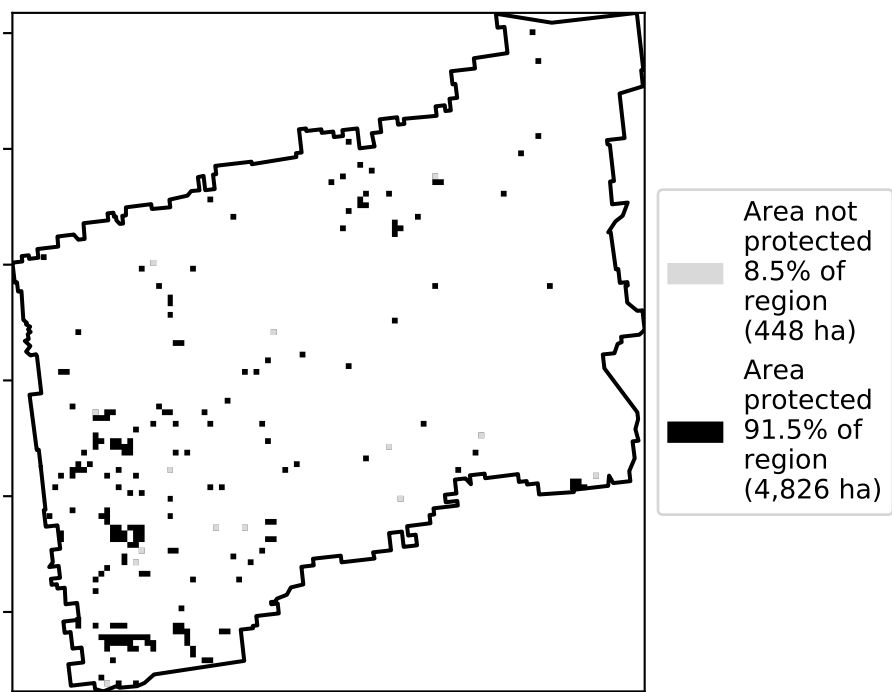 Area not
protected
8.5% of
region
(448 ha)
Area
protected
91.5% of
region
(4,826 ha)